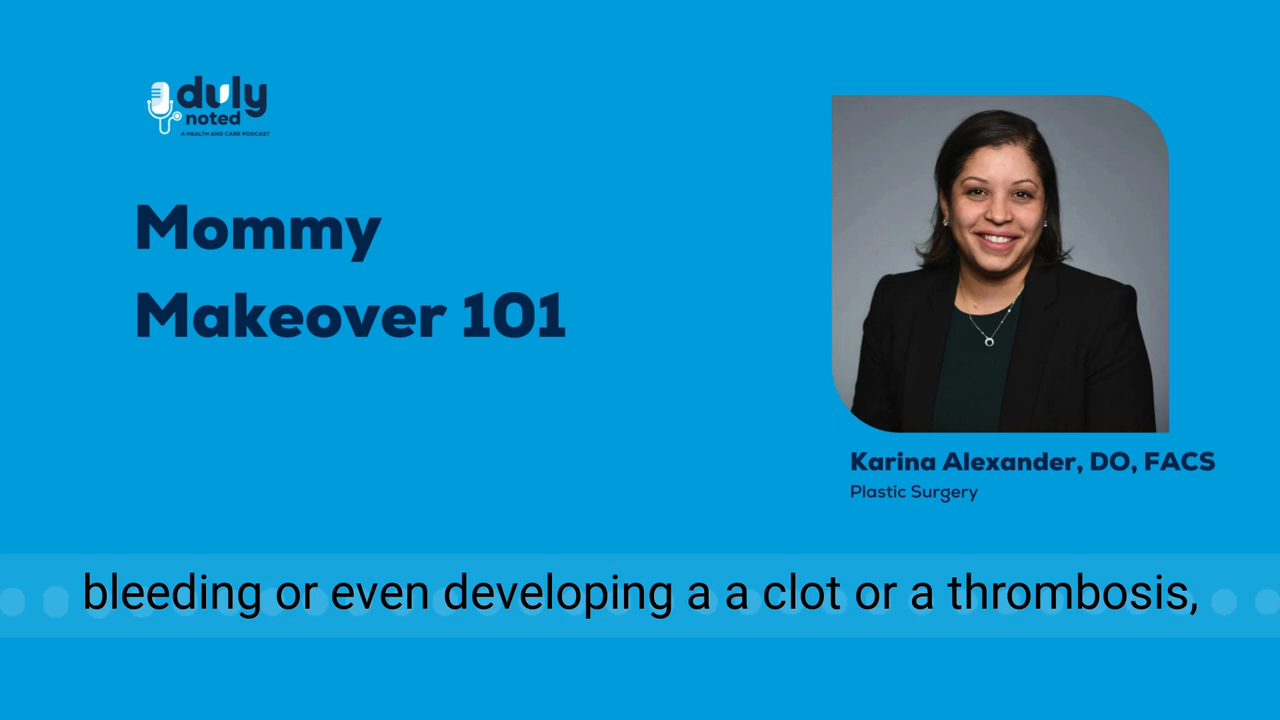 duly
noted
A HEALTH AND CARE PODCAST
Mommy
Makeover 101
Karina Alexander, DO, FACS
Plastic Surgery
bleeding or even developing a a clot or a thrombosis,